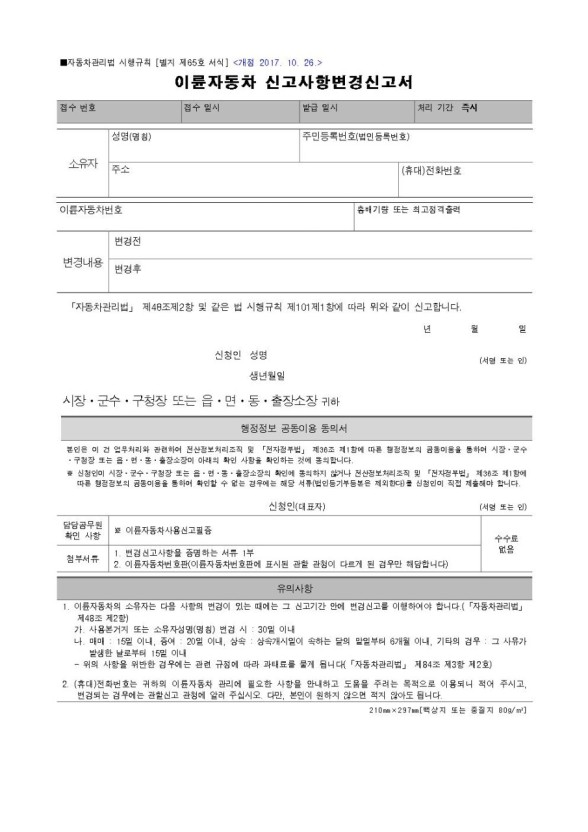 ■자동차관리법 시행규칙 [별지 제65호 서식] <개정 2017. 10. 26.>
이륜자동차 신고사항변경신고서
접수 번호 접수 일시 발급 일시 처리 기간 즉시
소유자
성명(명칭) 주민등록번호(법인등록번호)
주소 (휴대)전화번호
이륜자동차번호 총배기량 또는 최고정격출력
변경내용
변경전
변경후
「자동차관리법」 제48조제2항 및 같은 법 시행규칙 제101제1항에 따라 위와 같이 신고합니다.
년 월 일
신청인 성명 (서명 또는 인)
생년월일
시장・군수・구청장 또는 읍・면・동・출장소장 귀하
행정정보 공동이용 동의서
본인은 이 건 업무처리와 관련하여 전산정보처리조직 및 「전자정부법」 제36조 제1항에 따른 행정정보의 공동이용을 통하여 시장・군수
・구청장 또는 읍・면・동・출장소장이 아래의 확인 사항을 확인하는 것에 동의합니다.
※ 신청인이 시장・군수・구청장 또는 읍・면・동・출장소장의 확인에 동의하지 않거나 전산정보처리조직 및 「전자정부법」 제36조 제1항에
따른 행정정보의 공동이용을 통하여 확인할 수 없는 경우에는 해당 서류(법인등기부등본은 제외한다)를 신청인이 직접 제출해야 합니다.
신청인(대표자) (서명 또는 인)
담당공무원
확인 사항
※ 이륜자동차사용신고필증
수수료
없음
첨부서류
1. 변경신고사항을 증명하는 서류 1부
2. 이륜자동차번호판(이륜자동차번호판에 표시된 관할 관청이 다르게 된 경우만 해당합니다)
유의사항
1. 이륜자동차의 소유자는 다음 사항의 변경이 있는 때에는 그 신고기간 안에 변경신고를 이행하여야 합니다.(「자동차관리법」
제48조 제2항)
가. 사용본거지 또는 소유자성명(명칭) 변경 시 : 30일 이내
나. 매매 : 15일 이내, 증여 : 20일 이내, 상속 : 상속개시일이 속하는 달의 말일부터 6개월 이내, 기타의 경우 : 그 사유가
발생한 날로부터 15일 이내
- 위의 사항을 위반한 경우에는 관련 규정에 따라 과태료를 물게 됩니다(「자동차관리법」 제84조 제3항 제2호)
2. (휴대)전화번호는 귀하의 이륜자동차 관리에 필요한 사항을 안내하고 도움을 주려는 목적으로 이용되니 적어 주시고,
변경되는 경우에는 관할신고 관청에 알려 주십시오. 다만, 본인이 원하지 않으면 적지 않아도 됩니다.
210㎜×297㎜[백상지 또는 중질지 80g/㎡]